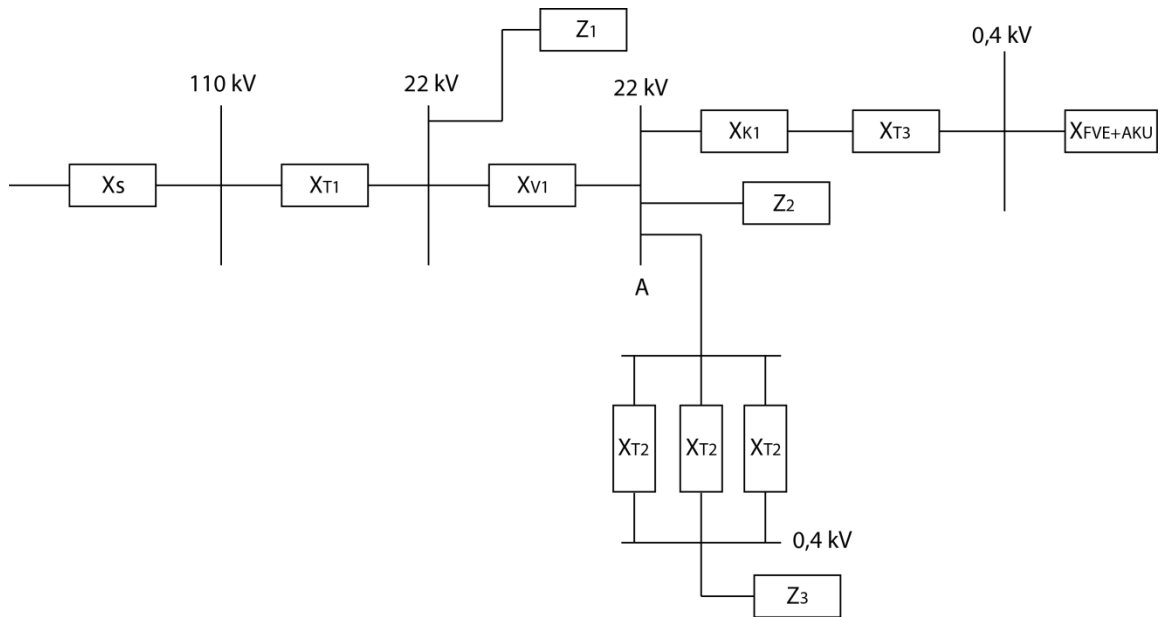 Z1
0,4 kV
110 kV
22 kV
22 kV
XK1
XT3
XFVE+AKU
XS
XT1
XV1
Z2
A
XT2
XT2
XT2
0,4 kV
Z3